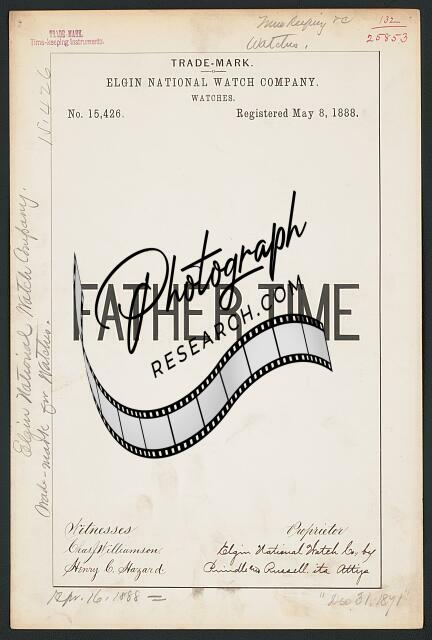 TRADE-MARK.
Time-keeping Instruments.
Time Keeping &c
Watches.
132
25853
TRADE-MARK.
ELGIN NATIONAL WATCH COMPANY.
WATCHES.
No. 15,426.
Registered May 8, 1888.
15,426
Elgin National Watch Company.
Trade-mark for Watches.
FATHER TIME
Photograph
RESEARCH.COM
Witnesses
Chas. Williamson
Henry C. Hazard
Proprietor
Elgin National Watch Co, by
Prindle & Russell, its Attys
Apr. 16, 1888 =
"Dec 31, 1891"